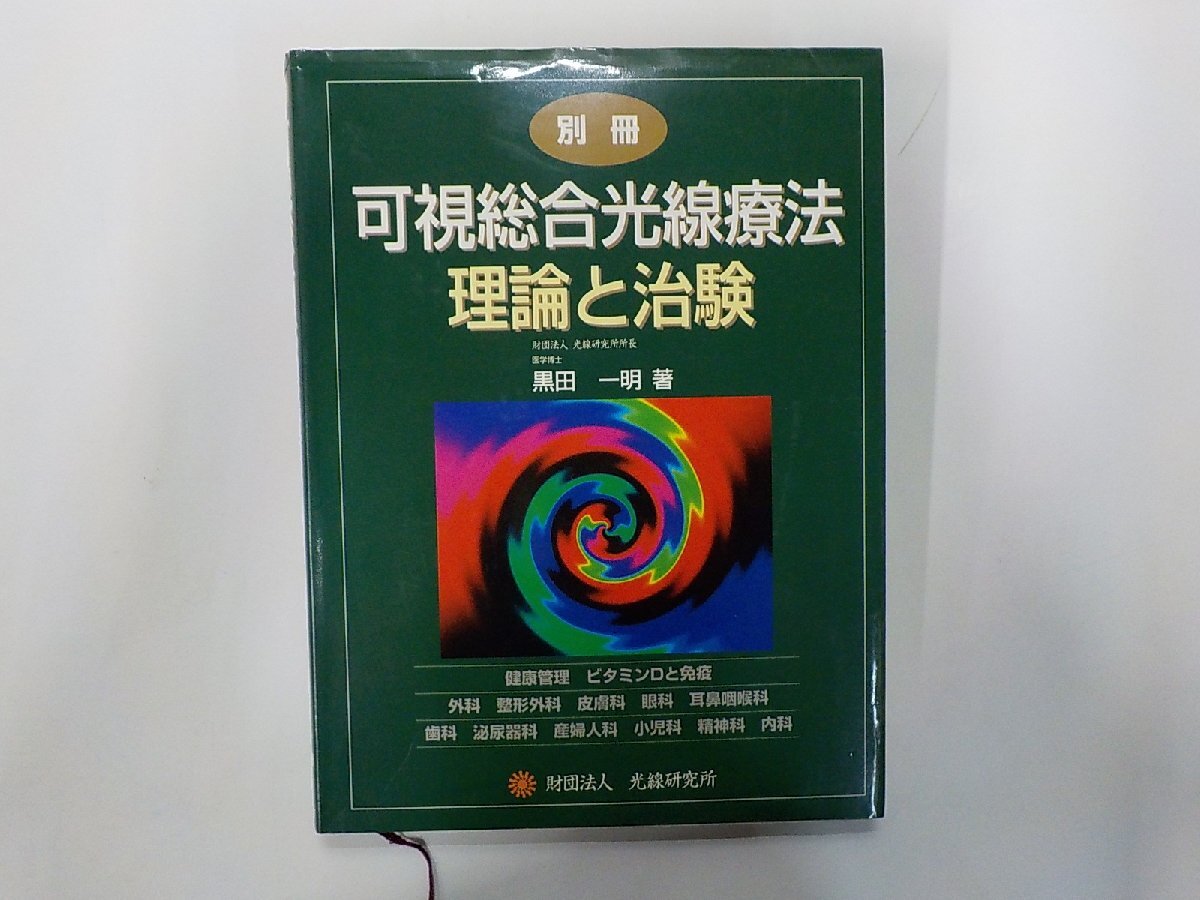 別冊
可視総合光線療法
理論と治験
財団法人 光線研究所所長
医学博士
黒田 一明 著
健康管理 ビタミンDと免疫
外科 整形外科 皮膚科 眼科 耳鼻咽喉科
歯科 泌尿器科 産婦人科 小児科 精神科 内科
財団法人 光線研究所